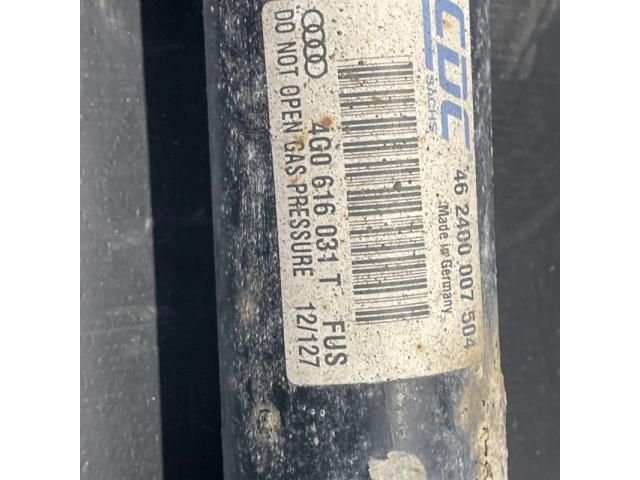 CDC
SACHS
46 2400 007 504
Made in Germany
4G0 616 031 T FUS
DO NOT OPEN GAS-PRESSURE 12/127